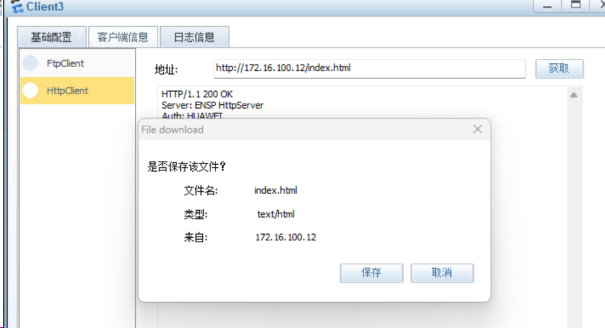 Client3
基础配置 客户端信息 日志信息
FtpClient
HttpClient
地址: http://172.16.100.12/index.html 获取
HTTP/1.1 200 OK
Server: ENSP HttpServer
Auth: HUAWEI
File download
是否保存该文件?
文件名: index.html
类型: text/html
来自: 172.16.100.12
保存 取消